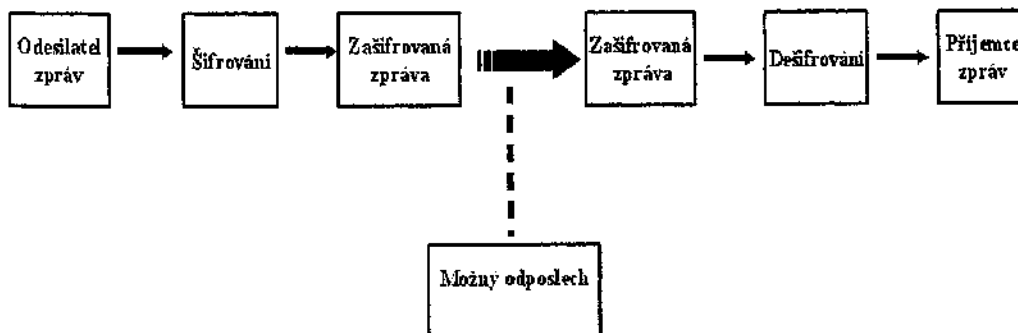 Odesilatel
zpráv
Šifrování
Zašifrovaná
zpráva
Zašifrovaná
zpráva
Dešifrování
Příjemce
zpráv
Možný odposlech